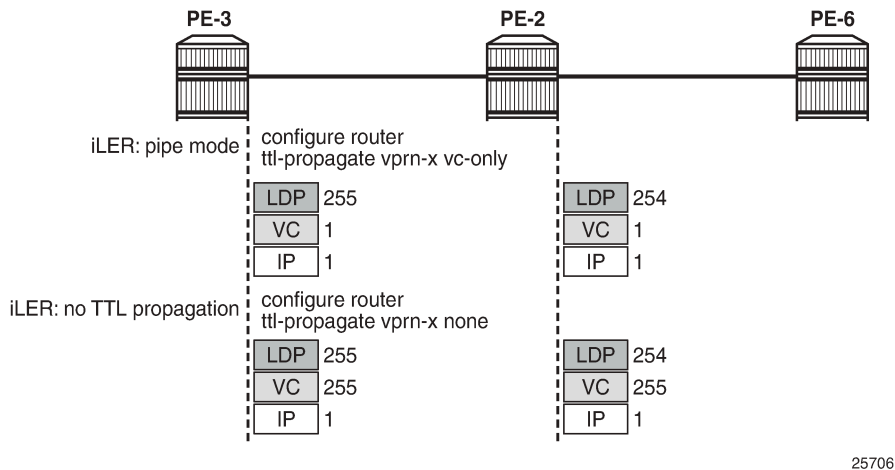 PE-3 PE-2 PE-6
iLER: pipe mode
configure router
ttl-propagate vprn-x vc-only
LDP 255 LDP 254
VC 1 VC 1
IP 1 IP 1
iLER: no TTL propagation
configure router
ttl-propagate vprn-x none
LDP 255 LDP 254
VC 255 VC 255
IP 1 IP 1
25706